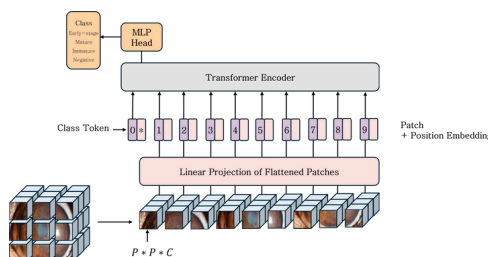 Class
Early-stage
Mature
Immature
Negative
MLP
Head
Transformer Encoder
Class Token
0 *
1
2
3
4
5
6
7
8
9
Patch
+ Position Embedding
Linear Projection of Flattened Patches
P * P * C